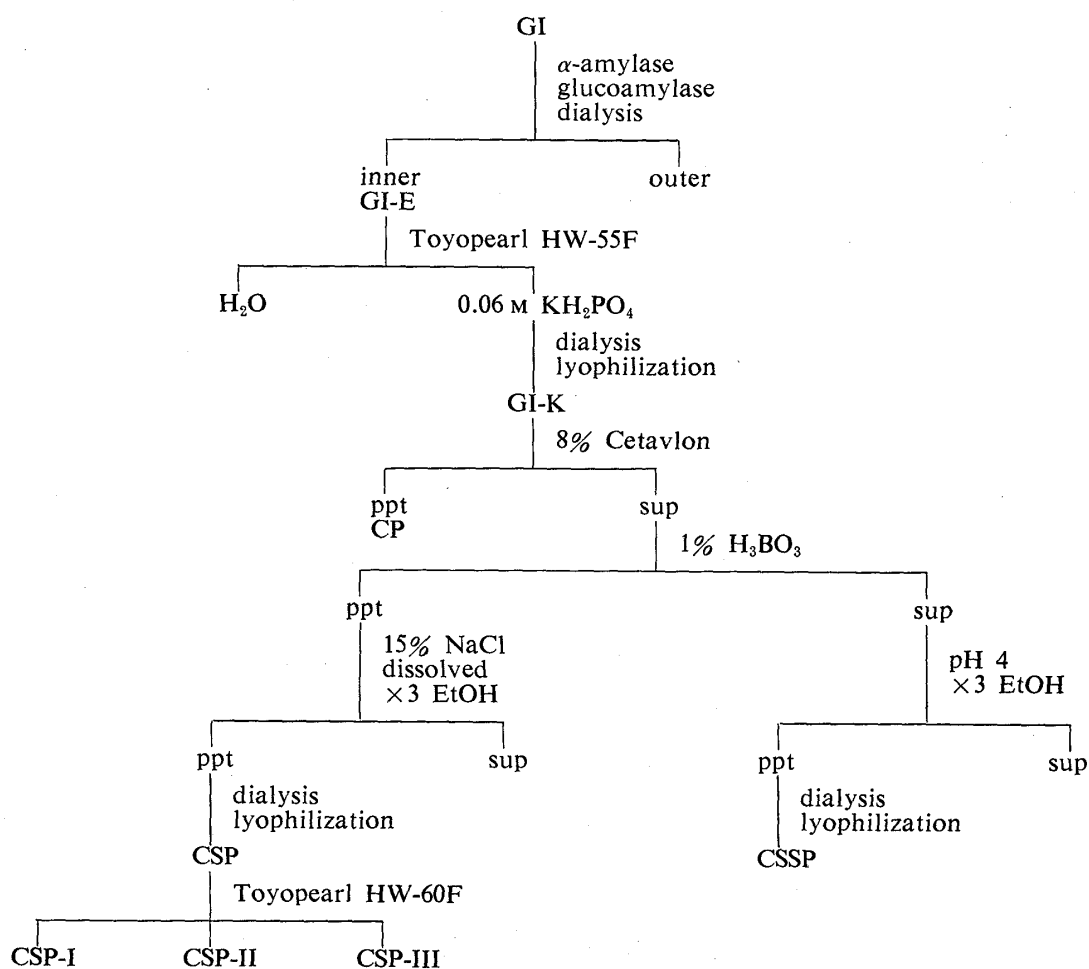 GI
α-amylase
glucoamylase
dialysis
inner
GI-E
outer
Toyopearl HW-55F
H₂O
0.06 M KH₂PO₄
dialysis
lyophilization
GI-K
8% Cetavlon
ppt
CP
sup
1% H₃BO₃
ppt
sup
15% NaCl
dissolved
×3 EtOH
pH 4
×3 EtOH
ppt
sup
ppt
sup
dialysis
lyophilization
dialysis
lyophilization
CSP
CSSP
Toyopearl HW-60F
CSP-I
CSP-II
CSP-III